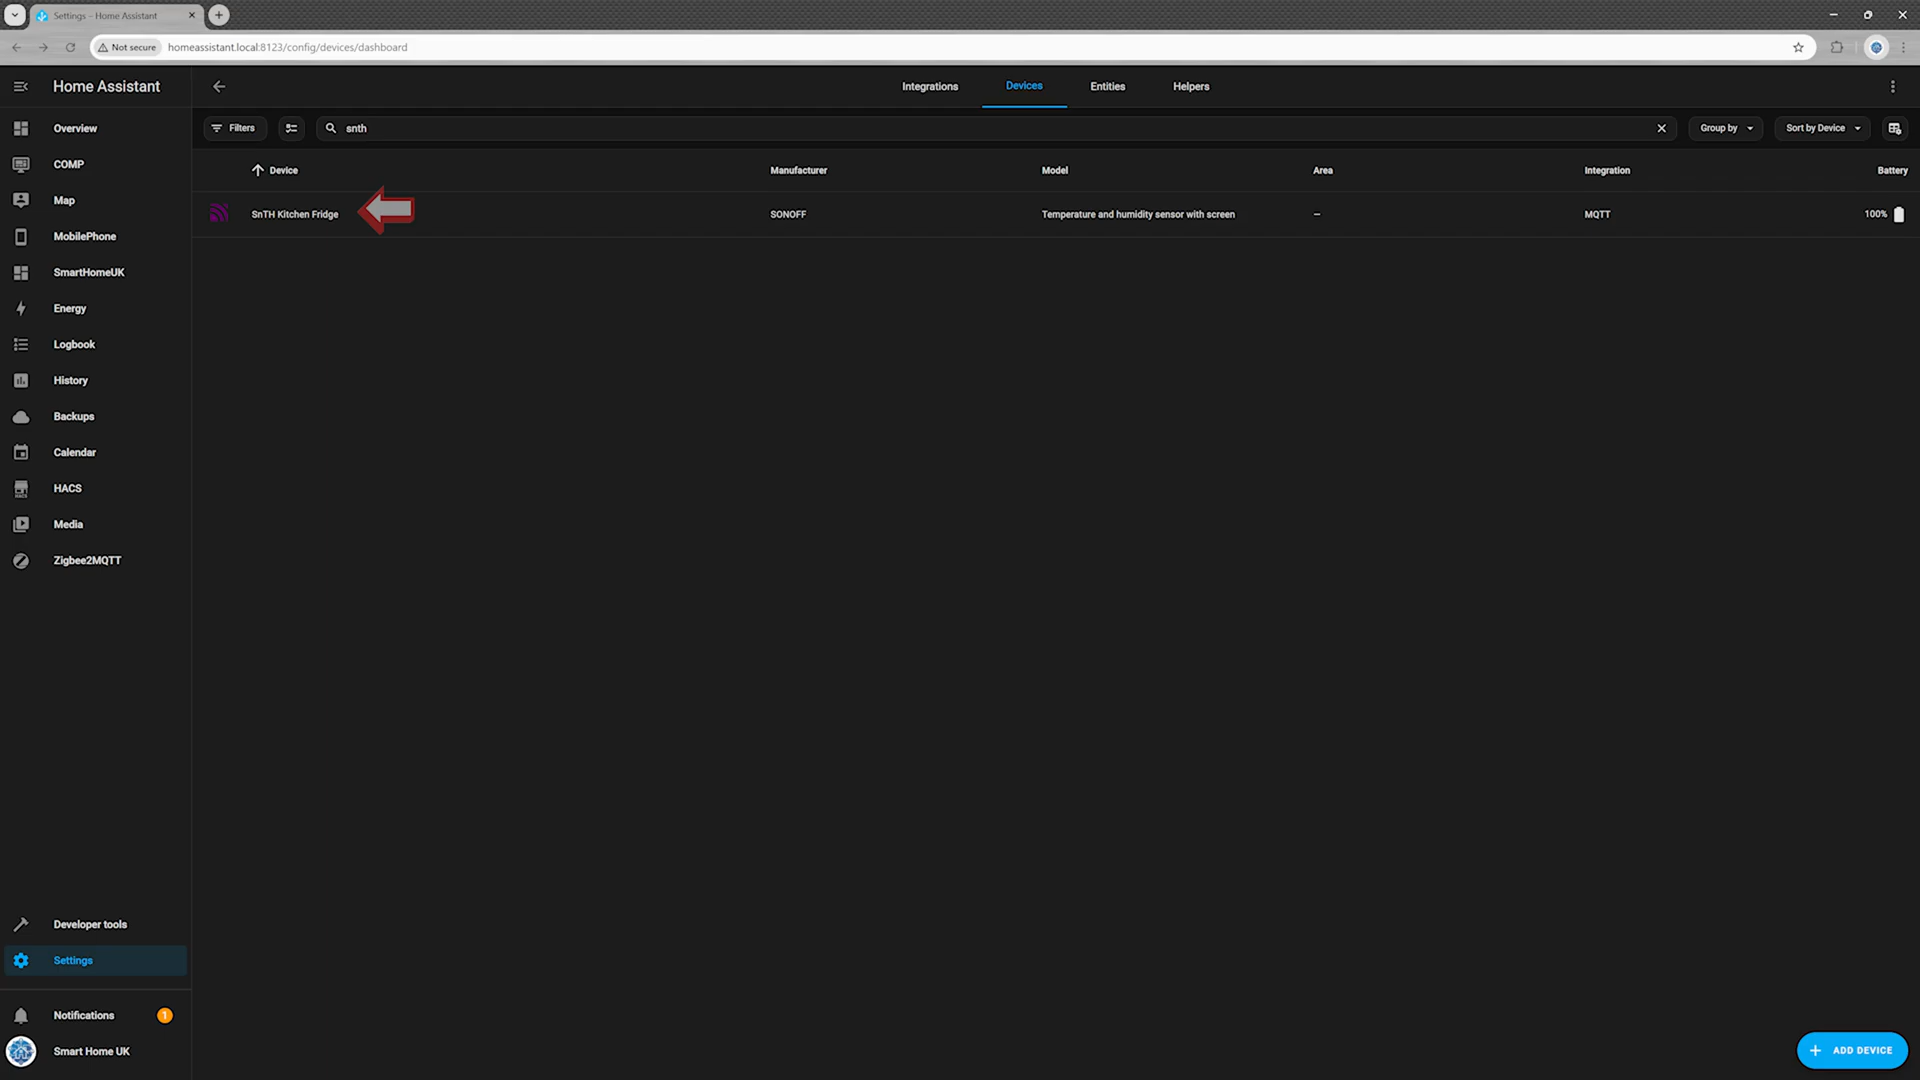 Settings – Home Assistant
Not secure
homeassistant.local:8123/config/devices/dashboard
Home Assistant
Integrations
Devices
Entities
Helpers
Filters
snth
Group by
Sort by Device
Device
Manufacturer
Model
Area
Integration
Battery
SnTH Kitchen Fridge
SONOFF
Temperature and humidity sensor with screen
–
MQTT
100%
Overview
COMP
Map
MobilePhone
SmartHomeUK
Energy
Logbook
History
Backups
Calendar
HACS
Media
Zigbee2MQTT
Developer tools
Settings
Notifications
1
Smart Home UK
ADD DEVICE